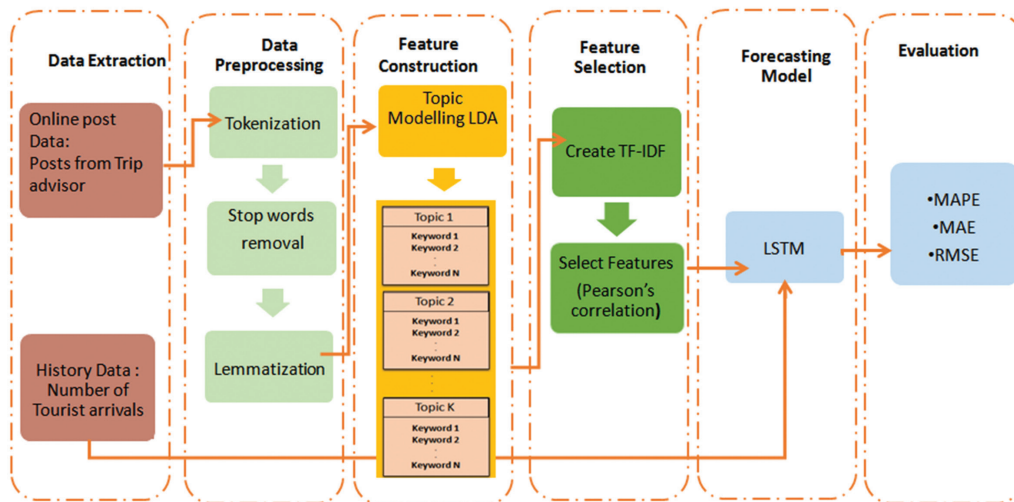 Data Extraction
Online post
Data:
Posts from Trip
advisor
History Data :
Number of
Tourist arrivals
Data
Preprocessing
Tokenization
Stop words
removal
Lemmatization
Feature
Construction
Topic
Modelling LDA
Topic 1
Keyword 1
Keyword 2
:
Keyword N
Topic 2
Keyword 1
Keyword 2
:
Keyword N
Topic K
Keyword 1
Keyword 2
:
Keyword N
Feature
Selection
Create TF-IDF
Select Features
(Pearson's
correlation)
Forecasting
Model
LSTM
Evaluation
•MAPE
•MAE
•RMSE